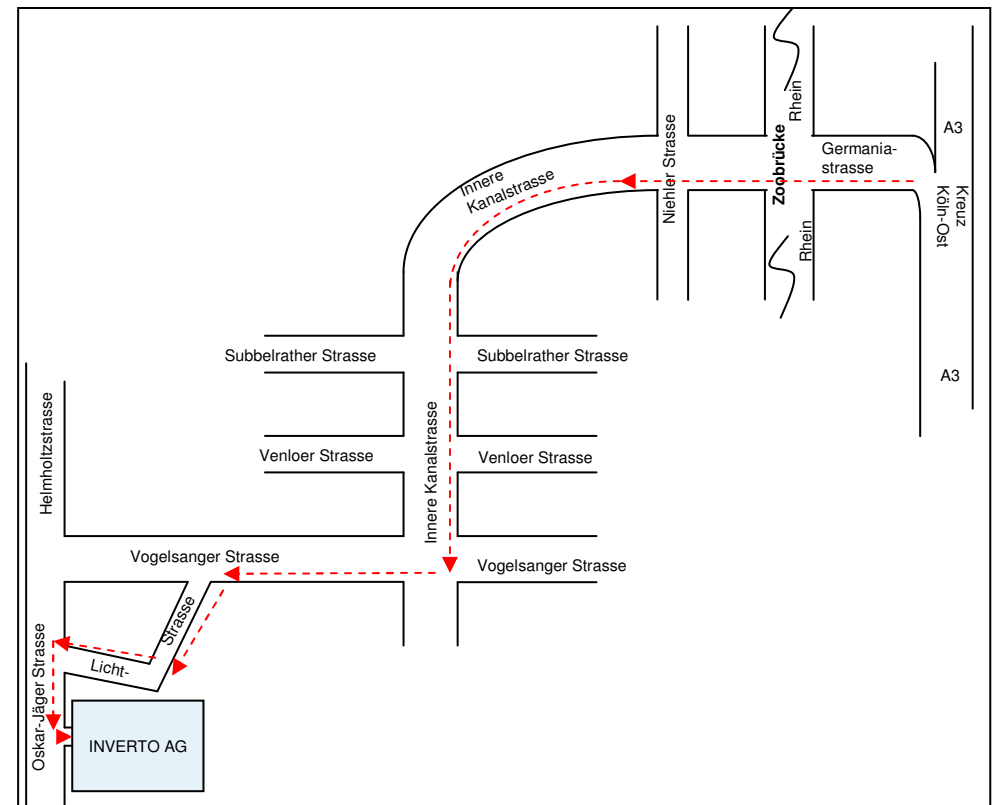 Rhein
A3
Niehler Strasse
Zoobrücke
Germania-
strasse
Innere
Kanalstrasse
Kreuz
Köln-Ost
Rhein
Subbelrather Strasse
Subbelrather Strasse
A3
Helmholtzstrasse
Innere Kanalstrasse
Venloer Strasse
Venloer Strasse
Vogelsanger Strasse
Vogelsanger Strasse
Licht-
Strasse
Oskar-Jäger Strasse
INVERTO AG